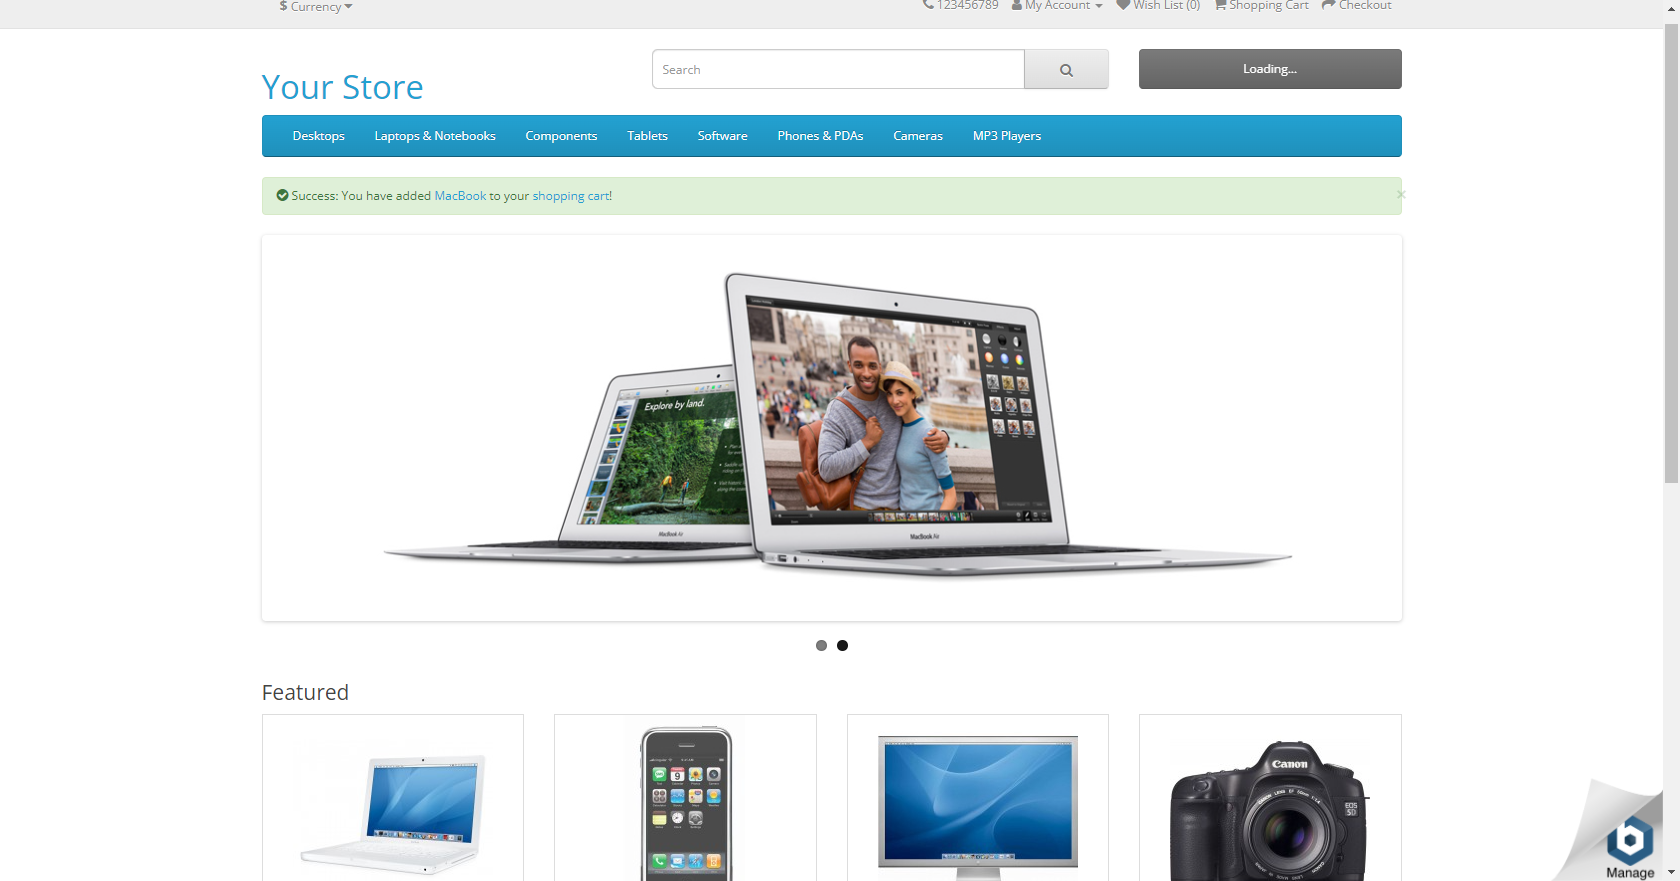 $ Currency
123456789 My Account Wish List (0) Shopping Cart Checkout
Your Store
Search
Loading...
Desktops Laptops & Notebooks Components Tablets Software Phones & PDAs Cameras MP3 Players
Success: You have added MacBook to your shopping cart!
×
Explore by land.
MacBook Air
MacBook Air
Featured
Canon
EOS
5D
b
Manage